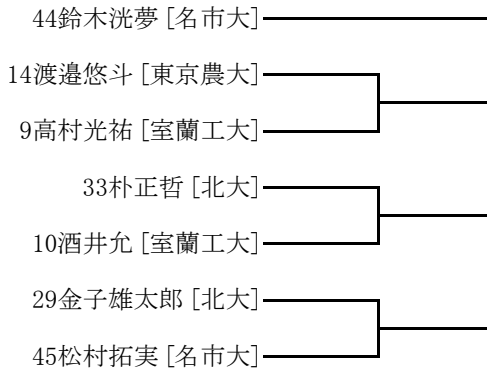 44鈴木洸夢［名市大］
14渡邉悠斗［東京農大］
9高村光祐［室蘭工大］
33朴正哲［北大］
10酒井允［室蘭工大］
29金子雄太郎［北大］
45松村拓実［名市大］